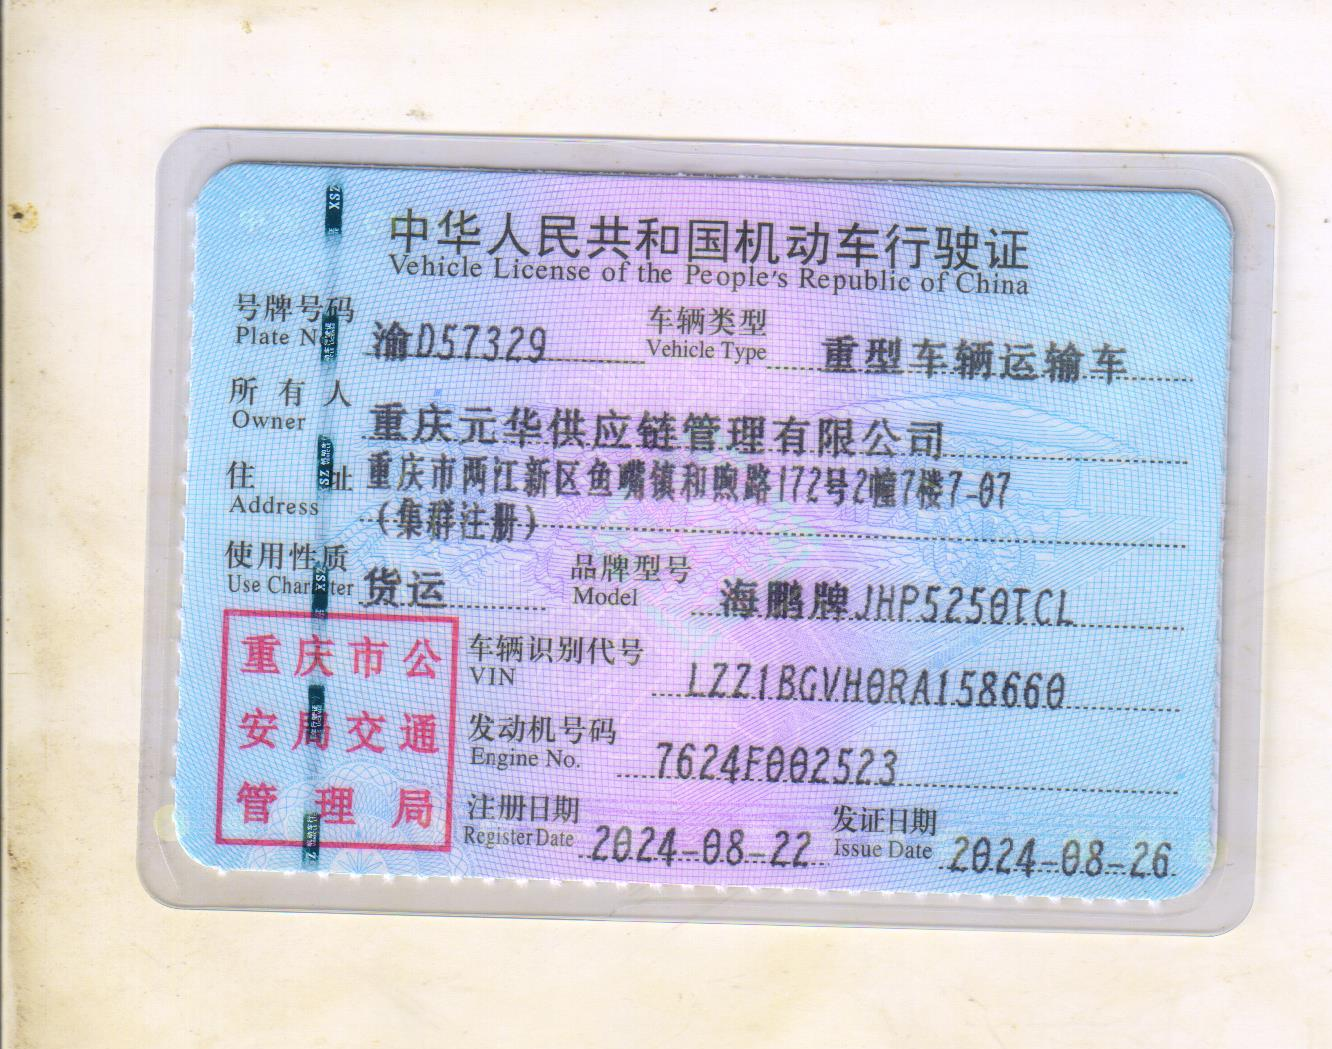 中华人民共和国机动车行驶证
Vehicle License of the People's Republic of China
号牌号码 渝D57329 车辆类型 重型车辆运输车
Plate No. Vehicle Type
所有人 重庆元华供应链管理有限公司
Owner
住址 重庆市两江新区鱼嘴镇和煦路172号2幢7楼7-07
Address (集群注册)
使用性质 货运 品牌型号 海鹏牌JHP5250TCL
Use Character Model
重庆市公
安局交通
管理局
车辆识别代号 LZZ1BGVH0RA158660
VIN
发动机号码 7624F002523
Engine No.
注册日期 2024-08-22 发证日期 2024-08-26
Register Date Issue Date